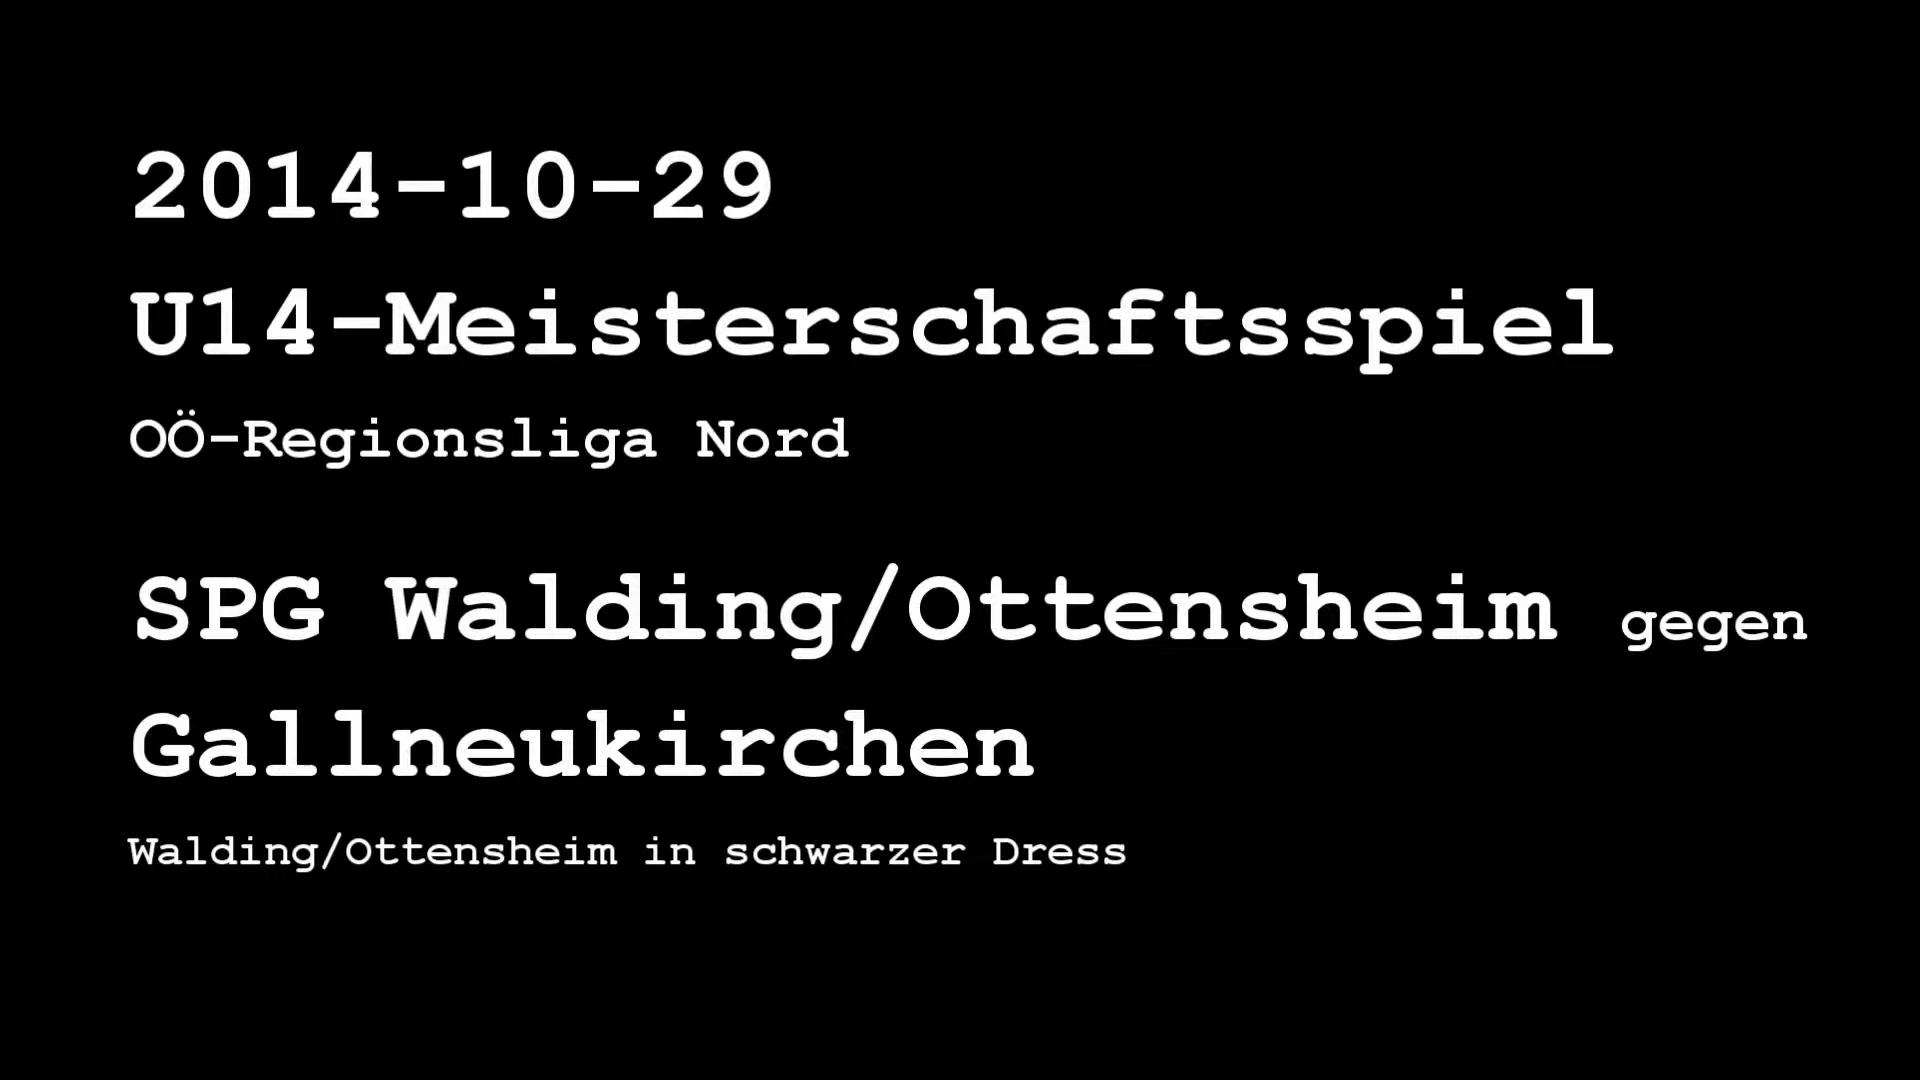 2014-10-29
U14-Meisterschaftsspiel
OÖ-Regionsliga Nord
SPG Walding/Ottensheim gegen
Gallneukirchen
Walding/Ottensheim in schwarzer Dress